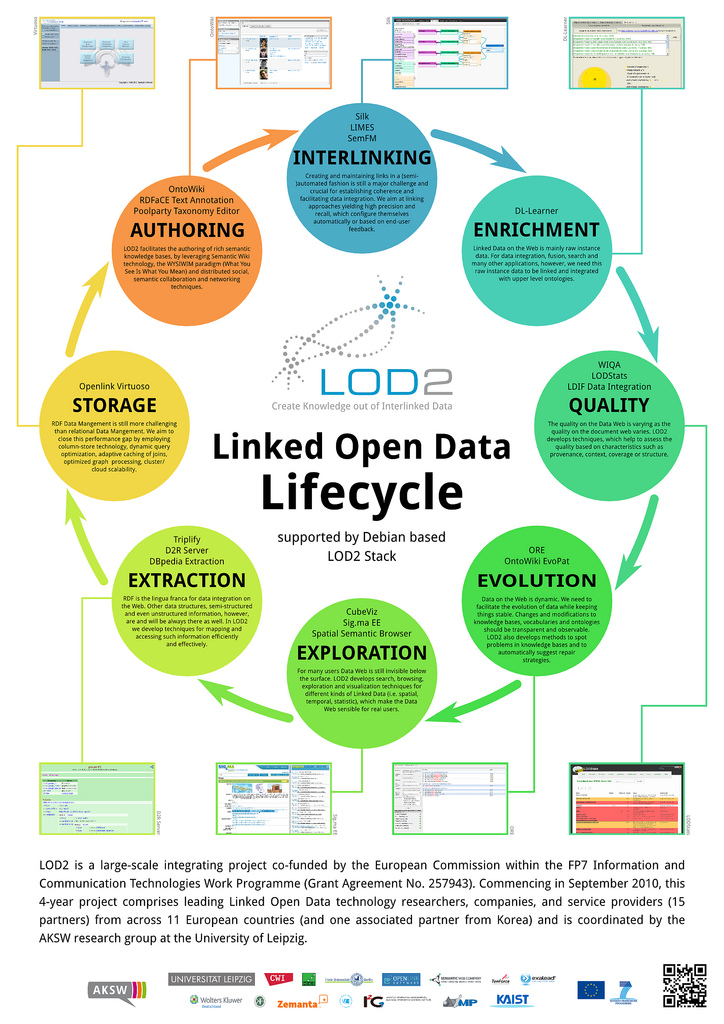 Virtuoso
OntoWiki
Silk
DL-Learner
Silk
LIMES
SemFM
INTERLINKING
Creating and maintaining links in a (semi-
)automated fashion is still a major challenge and
crucial for establishing coherence and
facilitating data integration. We aim at linking
approaches yielding high precision and
recall, which configure themselves
automatically or based on end-user
feedback.
OntoWiki
RDFaCE Text Annotation
Poolparty Taxonomy Editor
AUTHORING
LOD2 facilitates the authoring of rich semantic
knowledge bases, by leveraging Semantic Wiki
technology, the WYSIWIM paradigm (What You
See Is What You Mean) and distributed social,
semantic collaboration and networking
techniques.
DL-Learner
ENRICHMENT
Linked Data on the Web is mainly raw instance
data. For data integration, fusion, search and
many other applications, however, we need this
raw instance data to be linked and integrated
with upper level ontologies.
LOD2
Create Knowledge out of Interlinked Data
Openlink Virtuoso
STORAGE
RDF Data Mangement is still more challenging
than relational Data Mangement. We aim to
close this performance gap by employing
column-store technology, dynamic query
optimization, adaptive caching of joins,
optimized graph processing, cluster/
cloud scalability.
WIQA
LODStats
LDIF Data Integration
QUALITY
The quality on the Data Web is varying as the
quality on the document web varies. LOD2
develops techniques, which help to assess the
quality based on characteristics such as
provenance, context, coverage or structure.
Linked Open Data
Lifecycle
supported by Debian based
LOD2 Stack
Triplify
D2R Server
DBpedia Extraction
EXTRACTION
RDF is the lingua franca for data integration on
the Web. Other data structures, semi-structured
and even unstructured information, however,
are and will be always there as well. In LOD2
we develop techniques for mapping and
accessing such information efficiently
and effectively.
ORE
OntoWiki EvoPat
EVOLUTION
Data on the Web is dynamic. We need to
facilitate the evolution of data while keeping
things stable. Changes and modifications to
knowledge bases, vocabularies and ontologies
should be transparent and observable.
LOD2 also develops methods to spot
problems in knowledge bases and to
automatically suggest repair
strategies.
CubeViz
Sig.ma EE
Spatial Semantic Browser
EXPLORATION
For many users Data Web is still invisible below
the surface. LOD2 develops search, browsing,
exploration and visualization techniques for
different kinds of Linked Data (i.e. spatial,
temporal, statistic), which make the Data
Web sensible for real users.
D2R Server
Sig.ma EE
ORE
LODStats
LOD2 is a large-scale integrating project co-funded by the European Commission within the FP7 Information and
Communication Technologies Work Programme (Grant Agreement No. 257943). Commencing in September 2010, this
4-year project comprises leading Linked Open Data technology researchers, companies, and service providers (15
partners) from across 11 European countries (and one associated partner from Korea) and is coordinated by the
AKSW research group at the University of Leipzig.
AKSW
UNIVERSITÄT LEIPZIG
CWI
exalead
Wolters Kluwer
Deutschland
Zemanta
KAIST